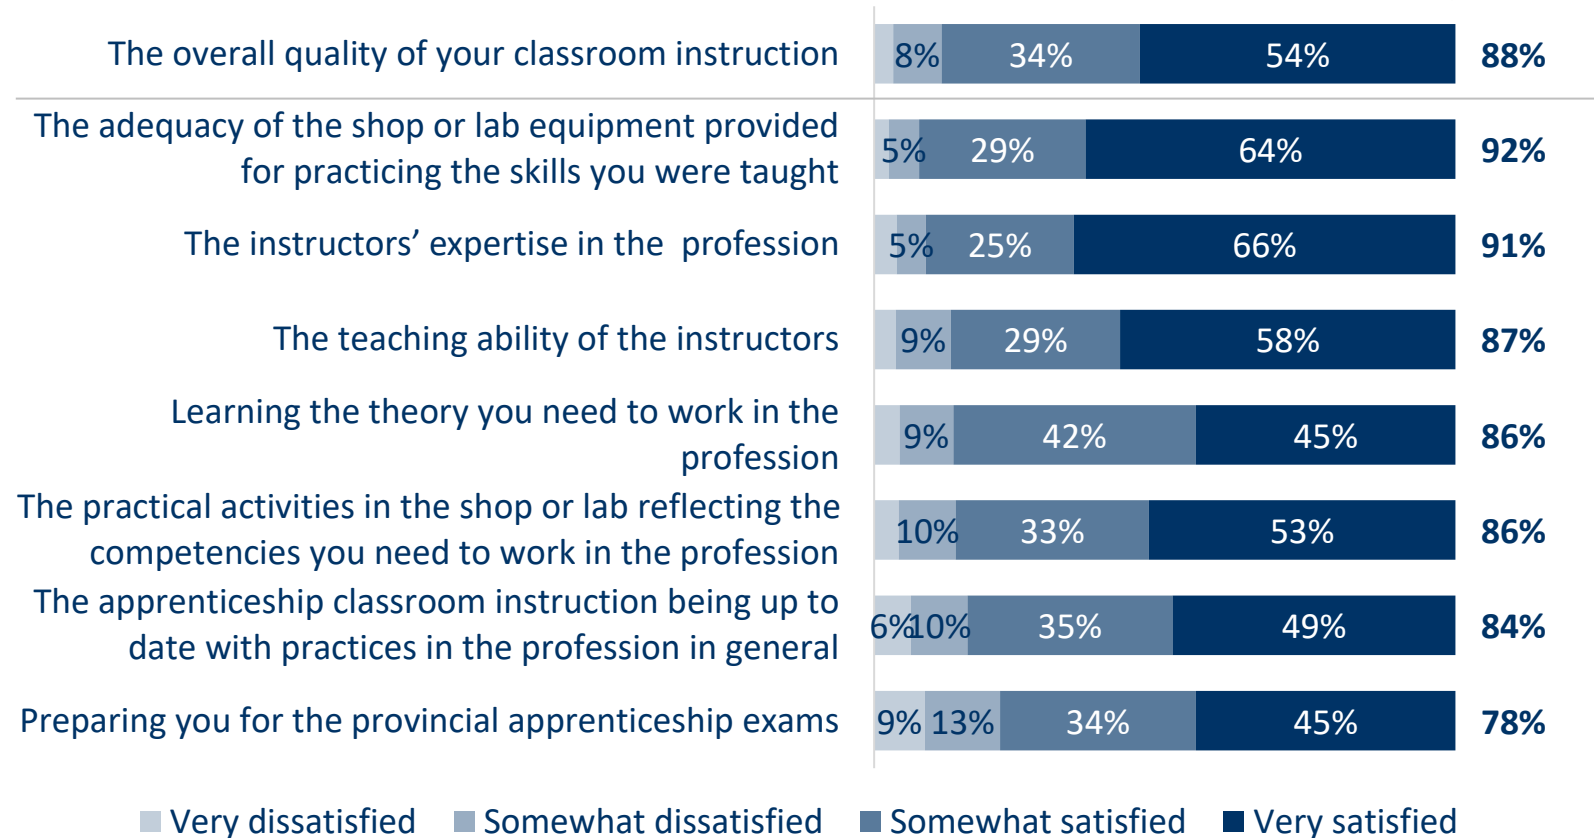 The overall quality of your classroom instruction
8% 34% 54% 88%
The adequacy of the shop or lab equipment provided
for practicing the skills you were taught
5% 29% 64% 92%
The instructors’ expertise in the  profession
5% 25% 66% 91%
The teaching ability of the instructors
9% 29% 58% 87%
Learning the theory you need to work in the
profession
9% 42% 45% 86%
The practical activities in the shop or lab reflecting the
competencies you need to work in the profession
10% 33% 53% 86%
The apprenticeship classroom instruction being up to
date with practices in the profession in general
6% 10% 35% 49% 84%
Preparing you for the provincial apprenticeship exams
9% 13% 34% 45% 78%
Very dissatisfied Somewhat dissatisfied Somewhat satisfied Very satisfied